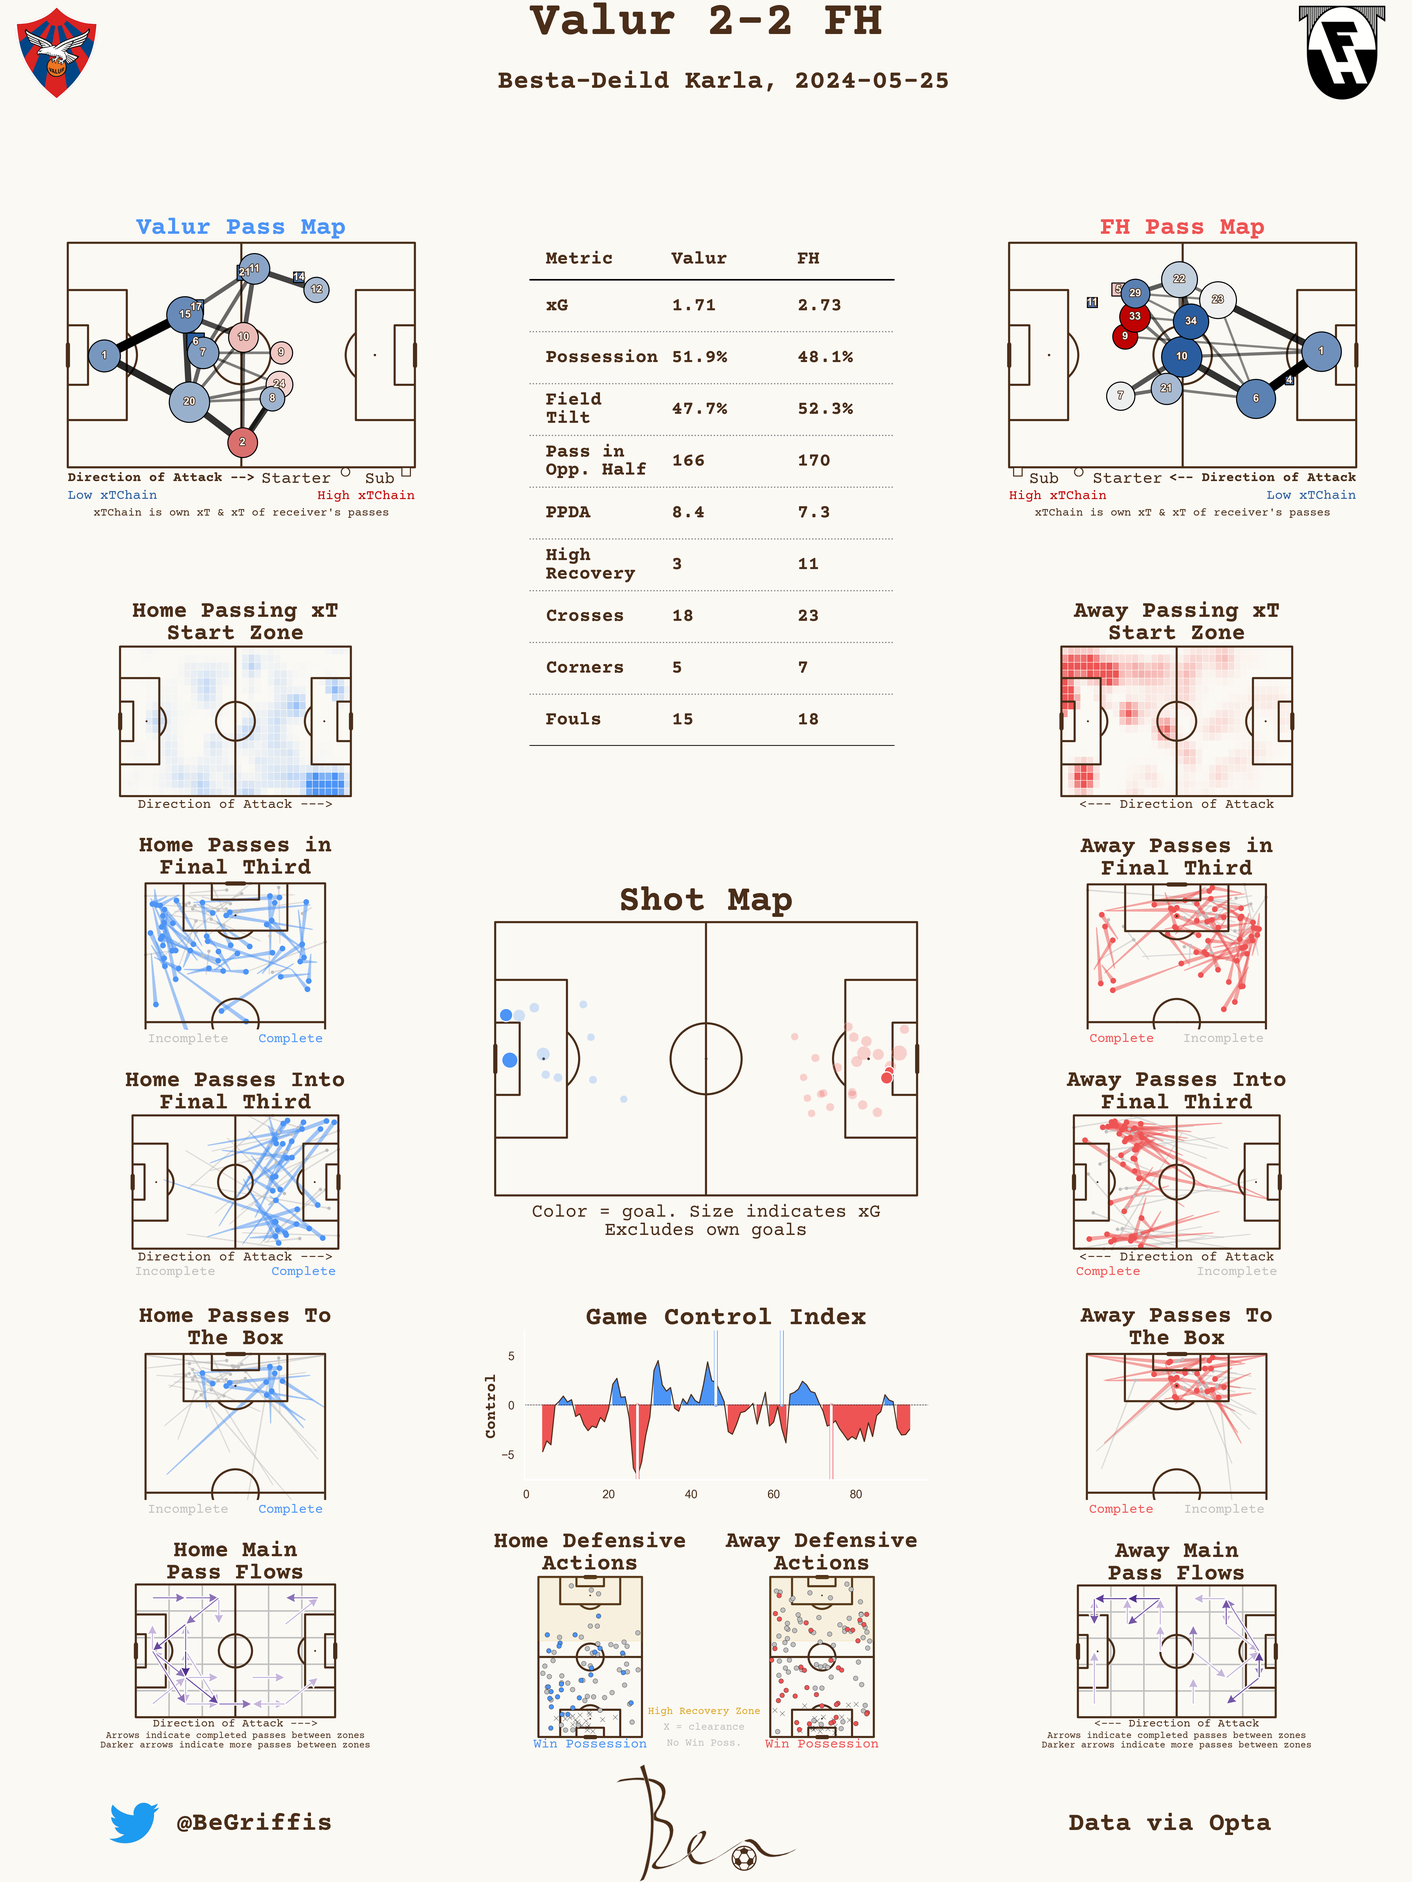 Valur 2-2 FH
Besta-Deild Karla, 2024-05-25
VALUR
FH
Valur Pass Map
1
15
17
6
7
20
21
11
14
12
10
9
24
8
2
Direction of Attack --> Starter Sub
Low xTChain High xTChain
xTChain is own xT & xT of receiver's passes
Metric Valur FH
xG 1.71 2.73
Possession 51.9% 48.1%
Field
Tilt 47.7% 52.3%
Pass in
Opp. Half 166 170
PPDA 8.4 7.3
High
Recovery 3 11
Crosses 18 23
Corners 5 7
Fouls 15 18
FH Pass Map
11
5
29
33
9
22
23
34
10
1
7
21
6
4
Sub Starter <-- Direction of Attack
High xTChain Low xTChain
xTChain is own xT & xT of receiver's passes
Home Passing xT
Start Zone
Direction of Attack --->
Away Passing xT
Start Zone
<--- Direction of Attack
Home Passes in
Final Third
Incomplete Complete
Away Passes in
Final Third
Complete Incomplete
Shot Map
Color = goal. Size indicates xG
Excludes own goals
Home Passes Into
Final Third
Direction of Attack --->
Incomplete Complete
Away Passes Into
Final Third
<--- Direction of Attack
Complete Incomplete
Home Passes To
The Box
Incomplete Complete
Game Control Index
Control
5
0
−5
0 20 40 60 80
Away Passes To
The Box
Complete Incomplete
Home Main
Pass Flows
Direction of Attack --->
Arrows indicate completed passes between zones
Darker arrows indicate more passes between zones
Home Defensive
Actions
Win Possession
High Recovery Zone
X = clearance
No Win Poss.
Away Defensive
Actions
Win Possession
Away Main
Pass Flows
<--- Direction of Attack
Arrows indicate completed passes between zones
Darker arrows indicate more passes between zones
@BeGriffis
Ben
Data via Opta